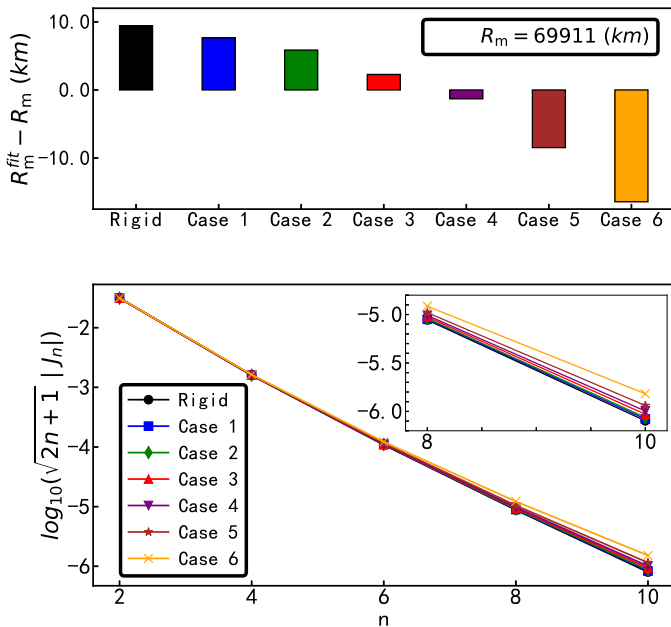 10.0
0.0
−10.0
R_m^{fit} − R_m (km)
R_m = 69911 (km)
Rigid Case 1 Case 2 Case 3 Case 4 Case 5 Case 6
−2
−3
−4
−5
−6
log_{10}(√2n + 1 |J_n|)
Rigid
Case 1
Case 2
Case 3
Case 4
Case 5
Case 6
−5.0
−5.5
−6.0
8 10
2 4 6 8 10
n